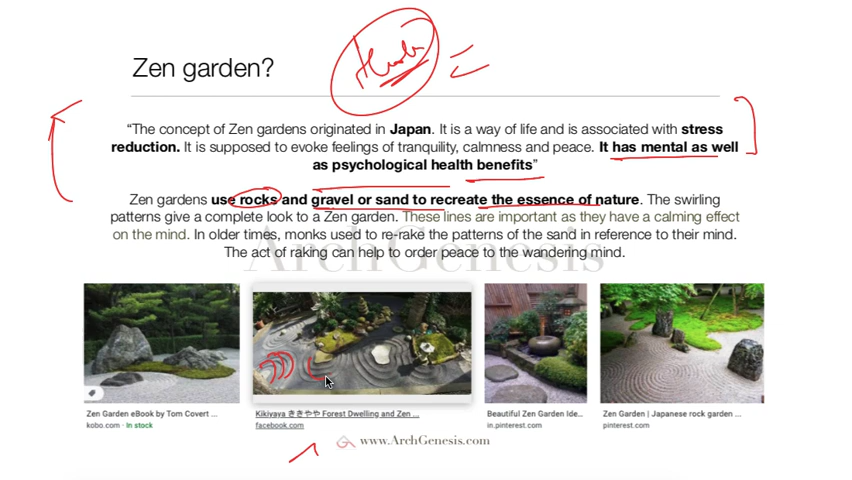 Zen garden?
“The concept of Zen gardens originated in Japan. It is a way of life and is associated with stress
reduction. It is supposed to evoke feelings of tranquility, calmness and peace. It has mental as well
as psychological health benefits”
Zen gardens use rocks and gravel or sand to recreate the essence of nature. The swirling
patterns give a complete look to a Zen garden. These lines are important as they have a calming effect
on the mind. In older times, monks used to re-rake the patterns of the sand in reference to their mind.
The act of raking can help to order peace to the wandering mind.
ArchGenesis
Zen Garden eBook by Tom Covert ...
kobo.com · In stock
Kikivaya ききやや Forest Dwelling and Zen ...
facebook.com
Beautiful Zen Garden Ide...
in.pinterest.com
Zen Garden | Japanese rock garden ...
pinterest.com
www.ArchGenesis.com